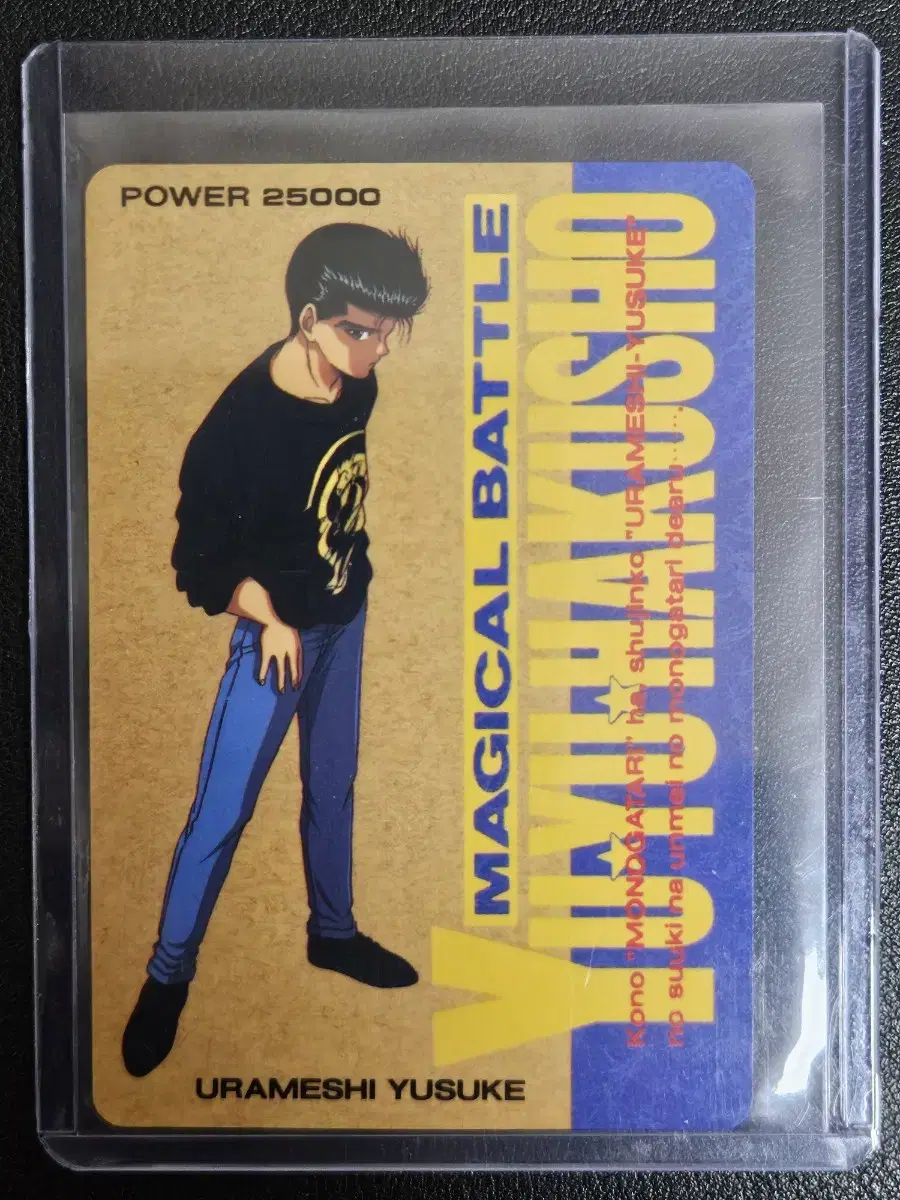 POWER 25000
MAGICAL BATTLE
YUYU HAKUSHO
Kono "MONOGATARI" ha, shujinko "URAMESHI-YUSUKE"
no suuki na unmei no monogatari dearu......
URAMESHI YUSUKE